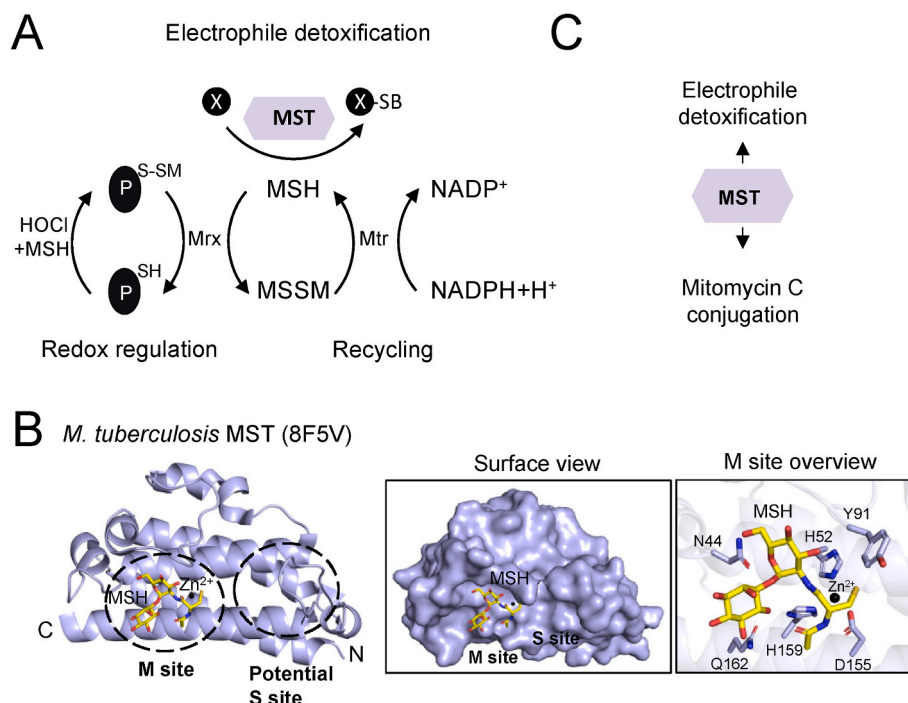 A
Electrophile detoxification
X
MST
X-SB
S-SM
P
MSH
NADP⁺
HOCl
+MSH
Mrx
Mtr
SH
P
MSSM
NADPH+H⁺
Redox regulation
Recycling
C
Electrophile
detoxification
MST
Mitomycin C
conjugation
B M. tuberculosis MST (8F5V)
MSH
Zn²⁺
C
N
M site
Potential
S site
Surface view
MSH
S site
M site
M site overview
MSH
Y91
N44
H52
Zn²⁺
Q162
H159
D155